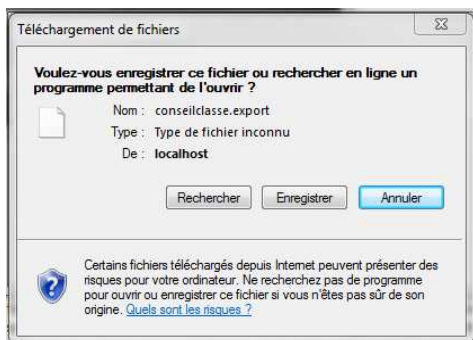 Téléchargement de fichiers
Voulez-vous enregistrer ce fichier ou rechercher en ligne un
programme permettant de l'ouvrir ?
Nom : conseilclasse.export
Type : Type de fichier inconnu
De : localhost
Rechercher Enregistrer Annuler
Certains fichiers téléchargés depuis Internet peuvent présenter des
risques pour votre ordinateur. Ne recherchez pas de programme
pour ouvrir ou enregistrer ce fichier si vous n'êtes pas sûr de son
origine. Quels sont les risques ?